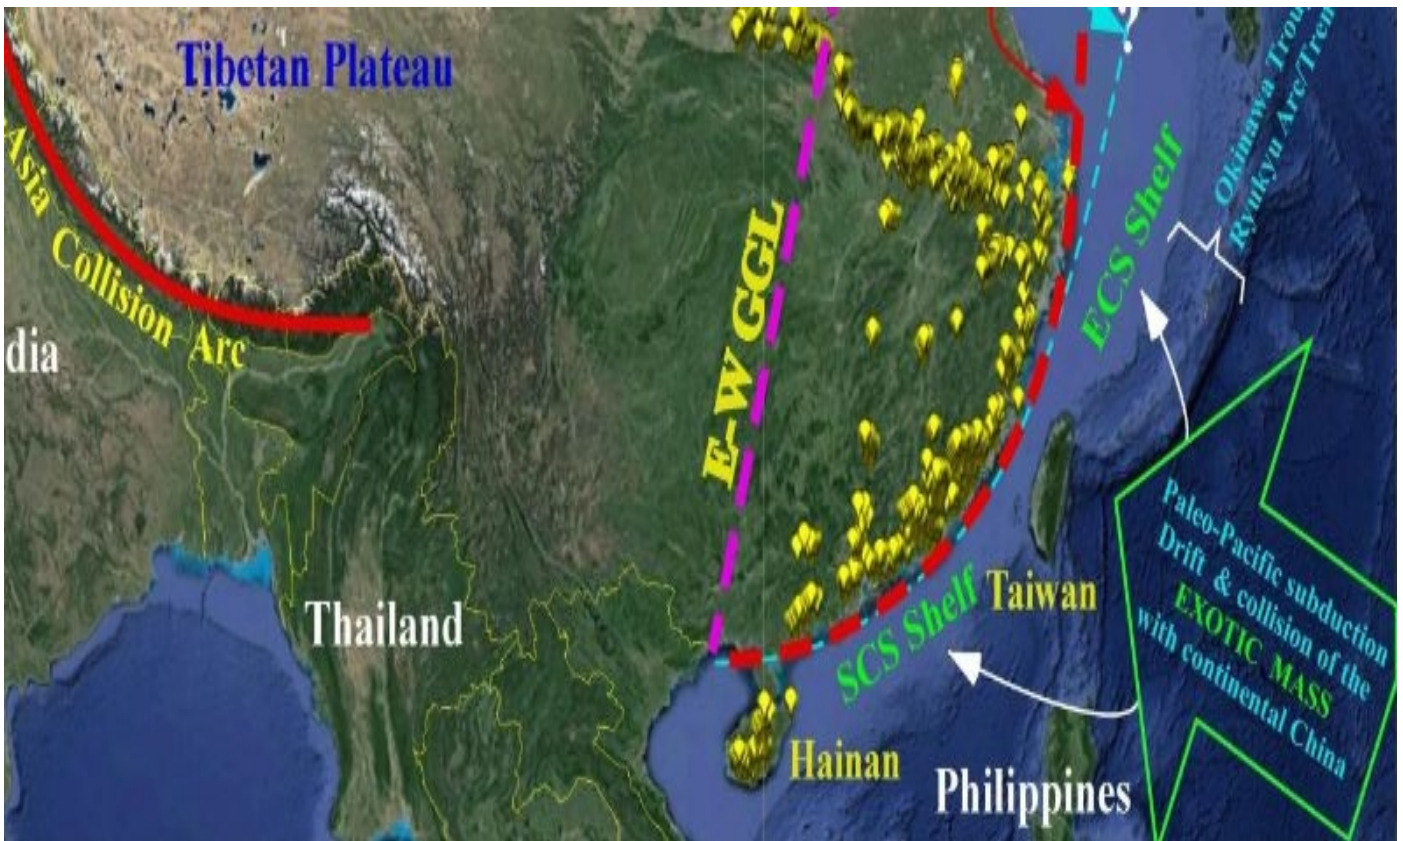 Tibetan Plateau
-Asia Collision Arc
dia
E-W GGL
ECS Shelf
Okinawa Trou
Ryukyu Arc/Tren
Thailand
SCS Shelf
Taiwan
Hainan
Philippines
Paleo-Pacific subduction
Drift & collision of the
EXOTIC MASS
with continental China